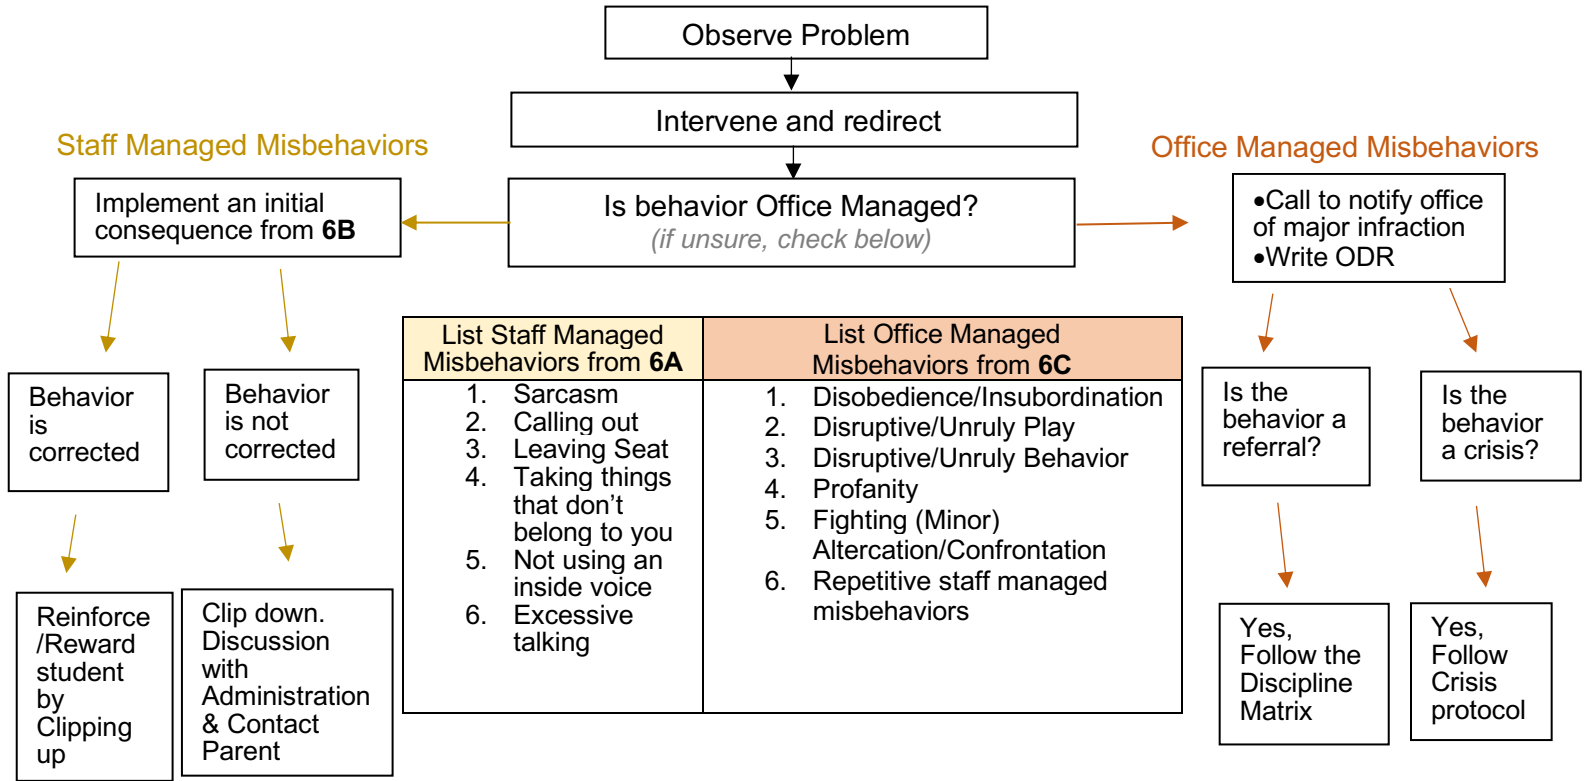 Observe Problem
Intervene and redirect
Staff Managed Misbehaviors
Office Managed Misbehaviors
Implement an initial
consequence from 6B
Is behavior Office Managed?
(if unsure, check below)
•Call to notify office
of major infraction
•Write ODR
Behavior
is
corrected
Behavior
is not
corrected
List Staff Managed
Misbehaviors from 6A
1. Sarcasm
2. Calling out
3. Leaving Seat
4. Taking things
that don’t
belong to you
5. Not using an
inside voice
6. Excessive
talking
List Office Managed
Misbehaviors from 6C
1. Disobedience/Insubordination
2. Disruptive/Unruly Play
3. Disruptive/Unruly Behavior
4. Profanity
5. Fighting (Minor)
Altercation/Confrontation
6. Repetitive staff managed
misbehaviors
Is the
behavior a
referral?
Is the
behavior
a crisis?
Reinforce
/Reward
student
by
Clipping
up
Clip down.
Discussion
with
Administration
& Contact
Parent
Yes,
Follow the
Discipline
Matrix
Yes,
Follow
Crisis
protocol